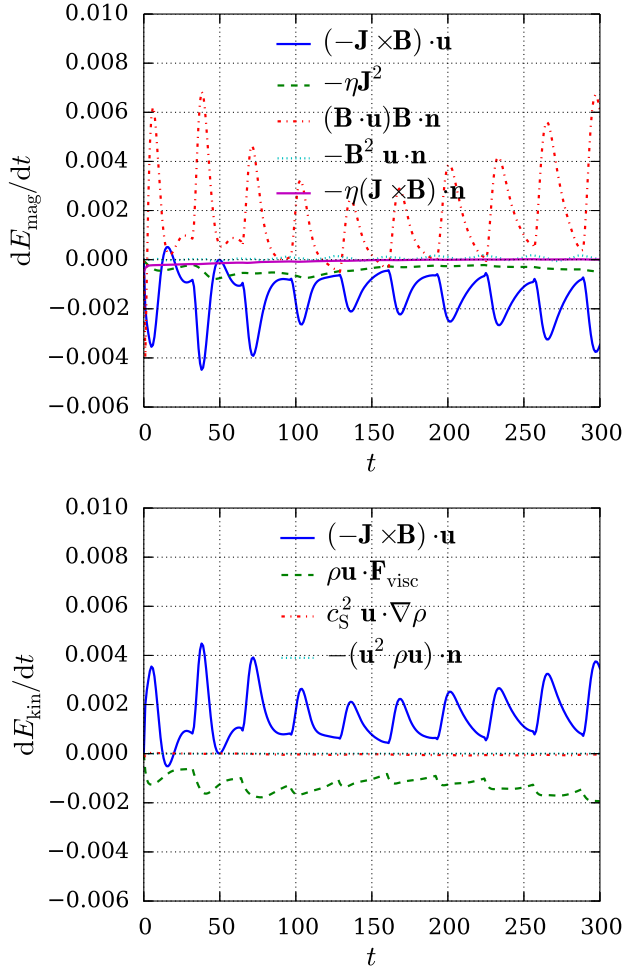 0.010
0.008
0.006
0.004
0.002
0.000
−0.002
−0.004
−0.006
dE_mag/dt
(−J ×B) · u
−ηJ²
(B · u)B · n
−B² u · n
−η(J × B) · n
0 50 100 150 200 250 300
t
0.010
0.008
0.006
0.004
0.002
0.000
−0.002
−0.004
−0.006
dE_kin/dt
(−J ×B) · u
ρu · F_visc
c_S² u · ∇ρ
−(u² ρu) · n
0 50 100 150 200 250 300
t